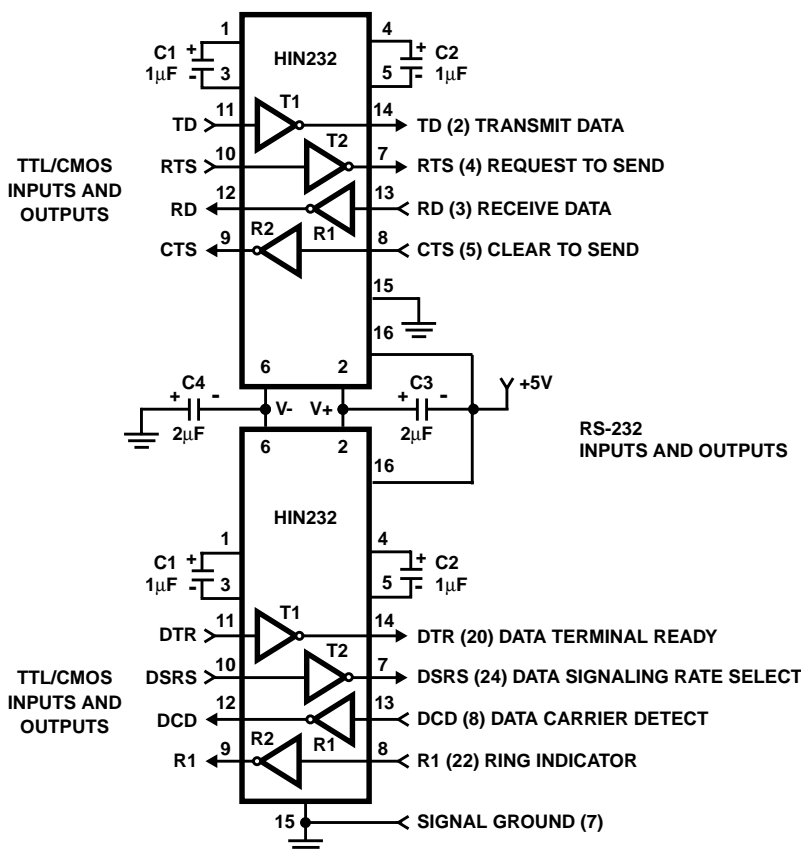 1
4
C1
+
HIN232
+
C2
1µF
-
3
5
-
1µF
11
T1
14
TD
TD (2) TRANSMIT DATA
T2
10
7
TTL/CMOS
INPUTS AND
OUTPUTS
RTS
RTS (4) REQUEST TO SEND
12
13
RD
RD (3) RECEIVE DATA
R2
R1
9
8
CTS
CTS (5) CLEAR TO SEND
15
16
6
2
+5V
C4
+
-
V-
V+
+
C3
-
2µF
2µF
RS-232
INPUTS AND OUTPUTS
6
2
16
HIN232
1
4
C1
+
+
C2
1µF
-
3
5
-
1µF
11
T1
14
DTR
DTR (20) DATA TERMINAL READY
T2
10
7
TTL/CMOS
INPUTS AND
OUTPUTS
DSRS
DSRS (24) DATA SIGNALING RATE SELECT
12
13
DCD
DCD (8) DATA CARRIER DETECT
R2
R1
9
8
R1
R1 (22) RING INDICATOR
15
SIGNAL GROUND (7)